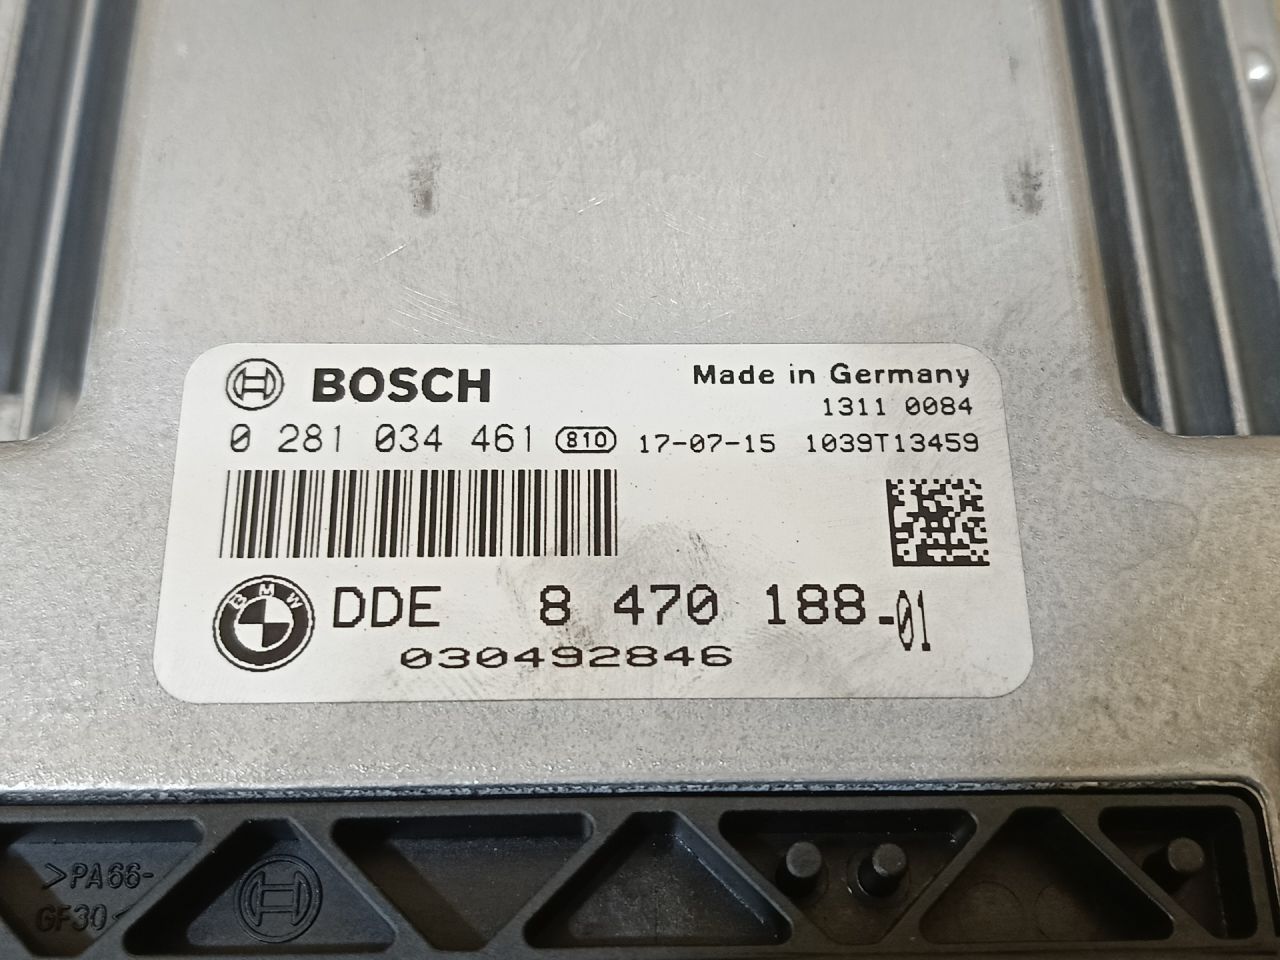 BOSCH
Made in Germany
1311 0084
0 281 034 461 810 17-07-15 1039T13459
BMW
DDE 8 470 188-01
030492846
>PA66-
GF30<